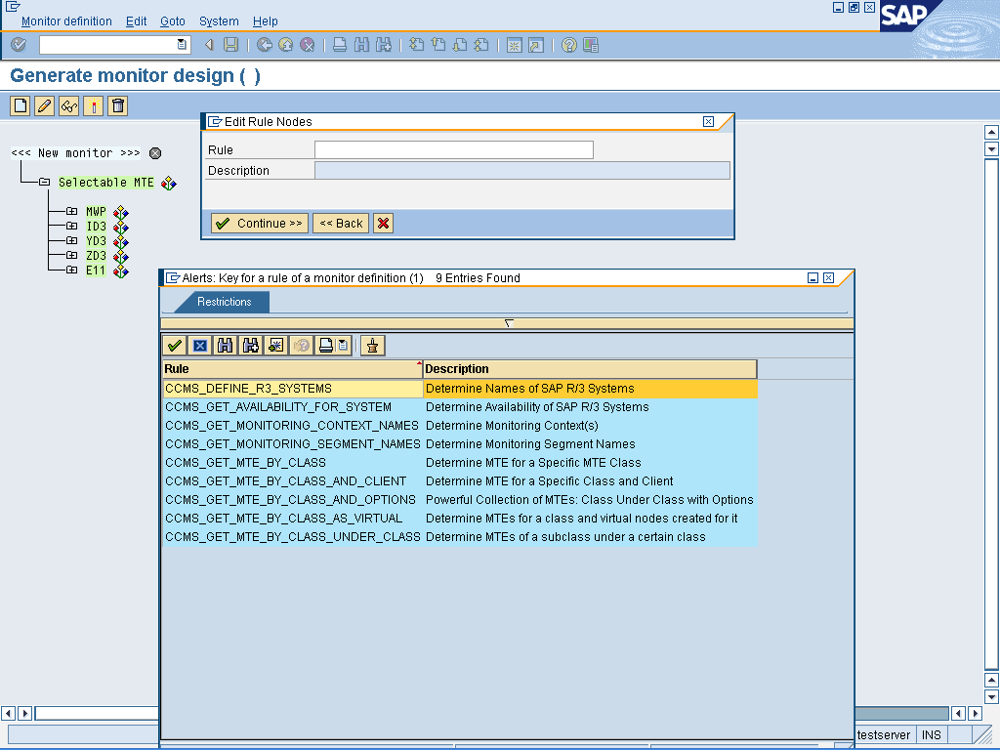 Monitor definition Edit Goto System Help
SAP
Generate monitor design ( )
Edit Rule Nodes
Rule
Description
Continue >> << Back
<<< New monitor >>>
Selectable MTE
MWP
ID3
YD3
ZD3
E11
Alerts: Key for a rule of a monitor definition (1) 9 Entries Found
Restrictions
Rule Description
CCMS_DEFINE_R3_SYSTEMS Determine Names of SAP R/3 Systems
CCMS_GET_AVAILABILITY_FOR_SYSTEM Determine Availability of SAP R/3 Systems
CCMS_GET_MONITORING_CONTEXT_NAMES Determine Monitoring Context(s)
CCMS_GET_MONITORING_SEGMENT_NAMES Determine Monitoring Segment Names
CCMS_GET_MTE_BY_CLASS Determine MTE for a Specific MTE Class
CCMS_GET_MTE_BY_CLASS_AND_CLIENT Determine MTE for a Specific Class and Client
CCMS_GET_MTE_BY_CLASS_AND_OPTIONS Powerful Collection of MTEs: Class Under Class with Options
CCMS_GET_MTE_BY_CLASS_AS_VIRTUAL Determine MTEs for a class and virtual nodes created for it
CCMS_GET_MTE_BY_CLASS_UNDER_CLASS Determine MTEs of a subclass under a certain class
testserver INS